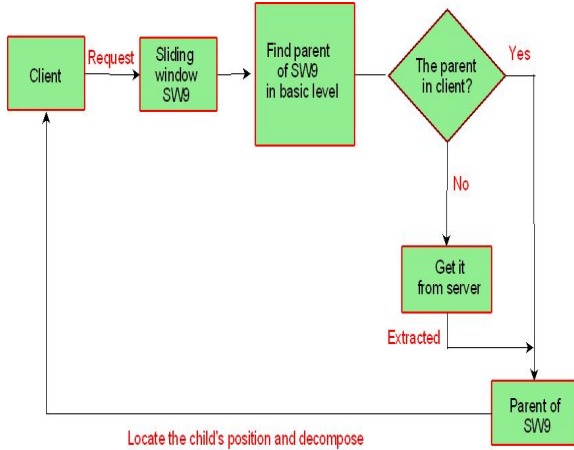 Client
Request
Sliding
window
SW9
Find parent
of SW9
in basic level
The parent
in client?
Yes
No
Get it
from server
Extracted
Parent of
SW9
Locate the child's position and decompose